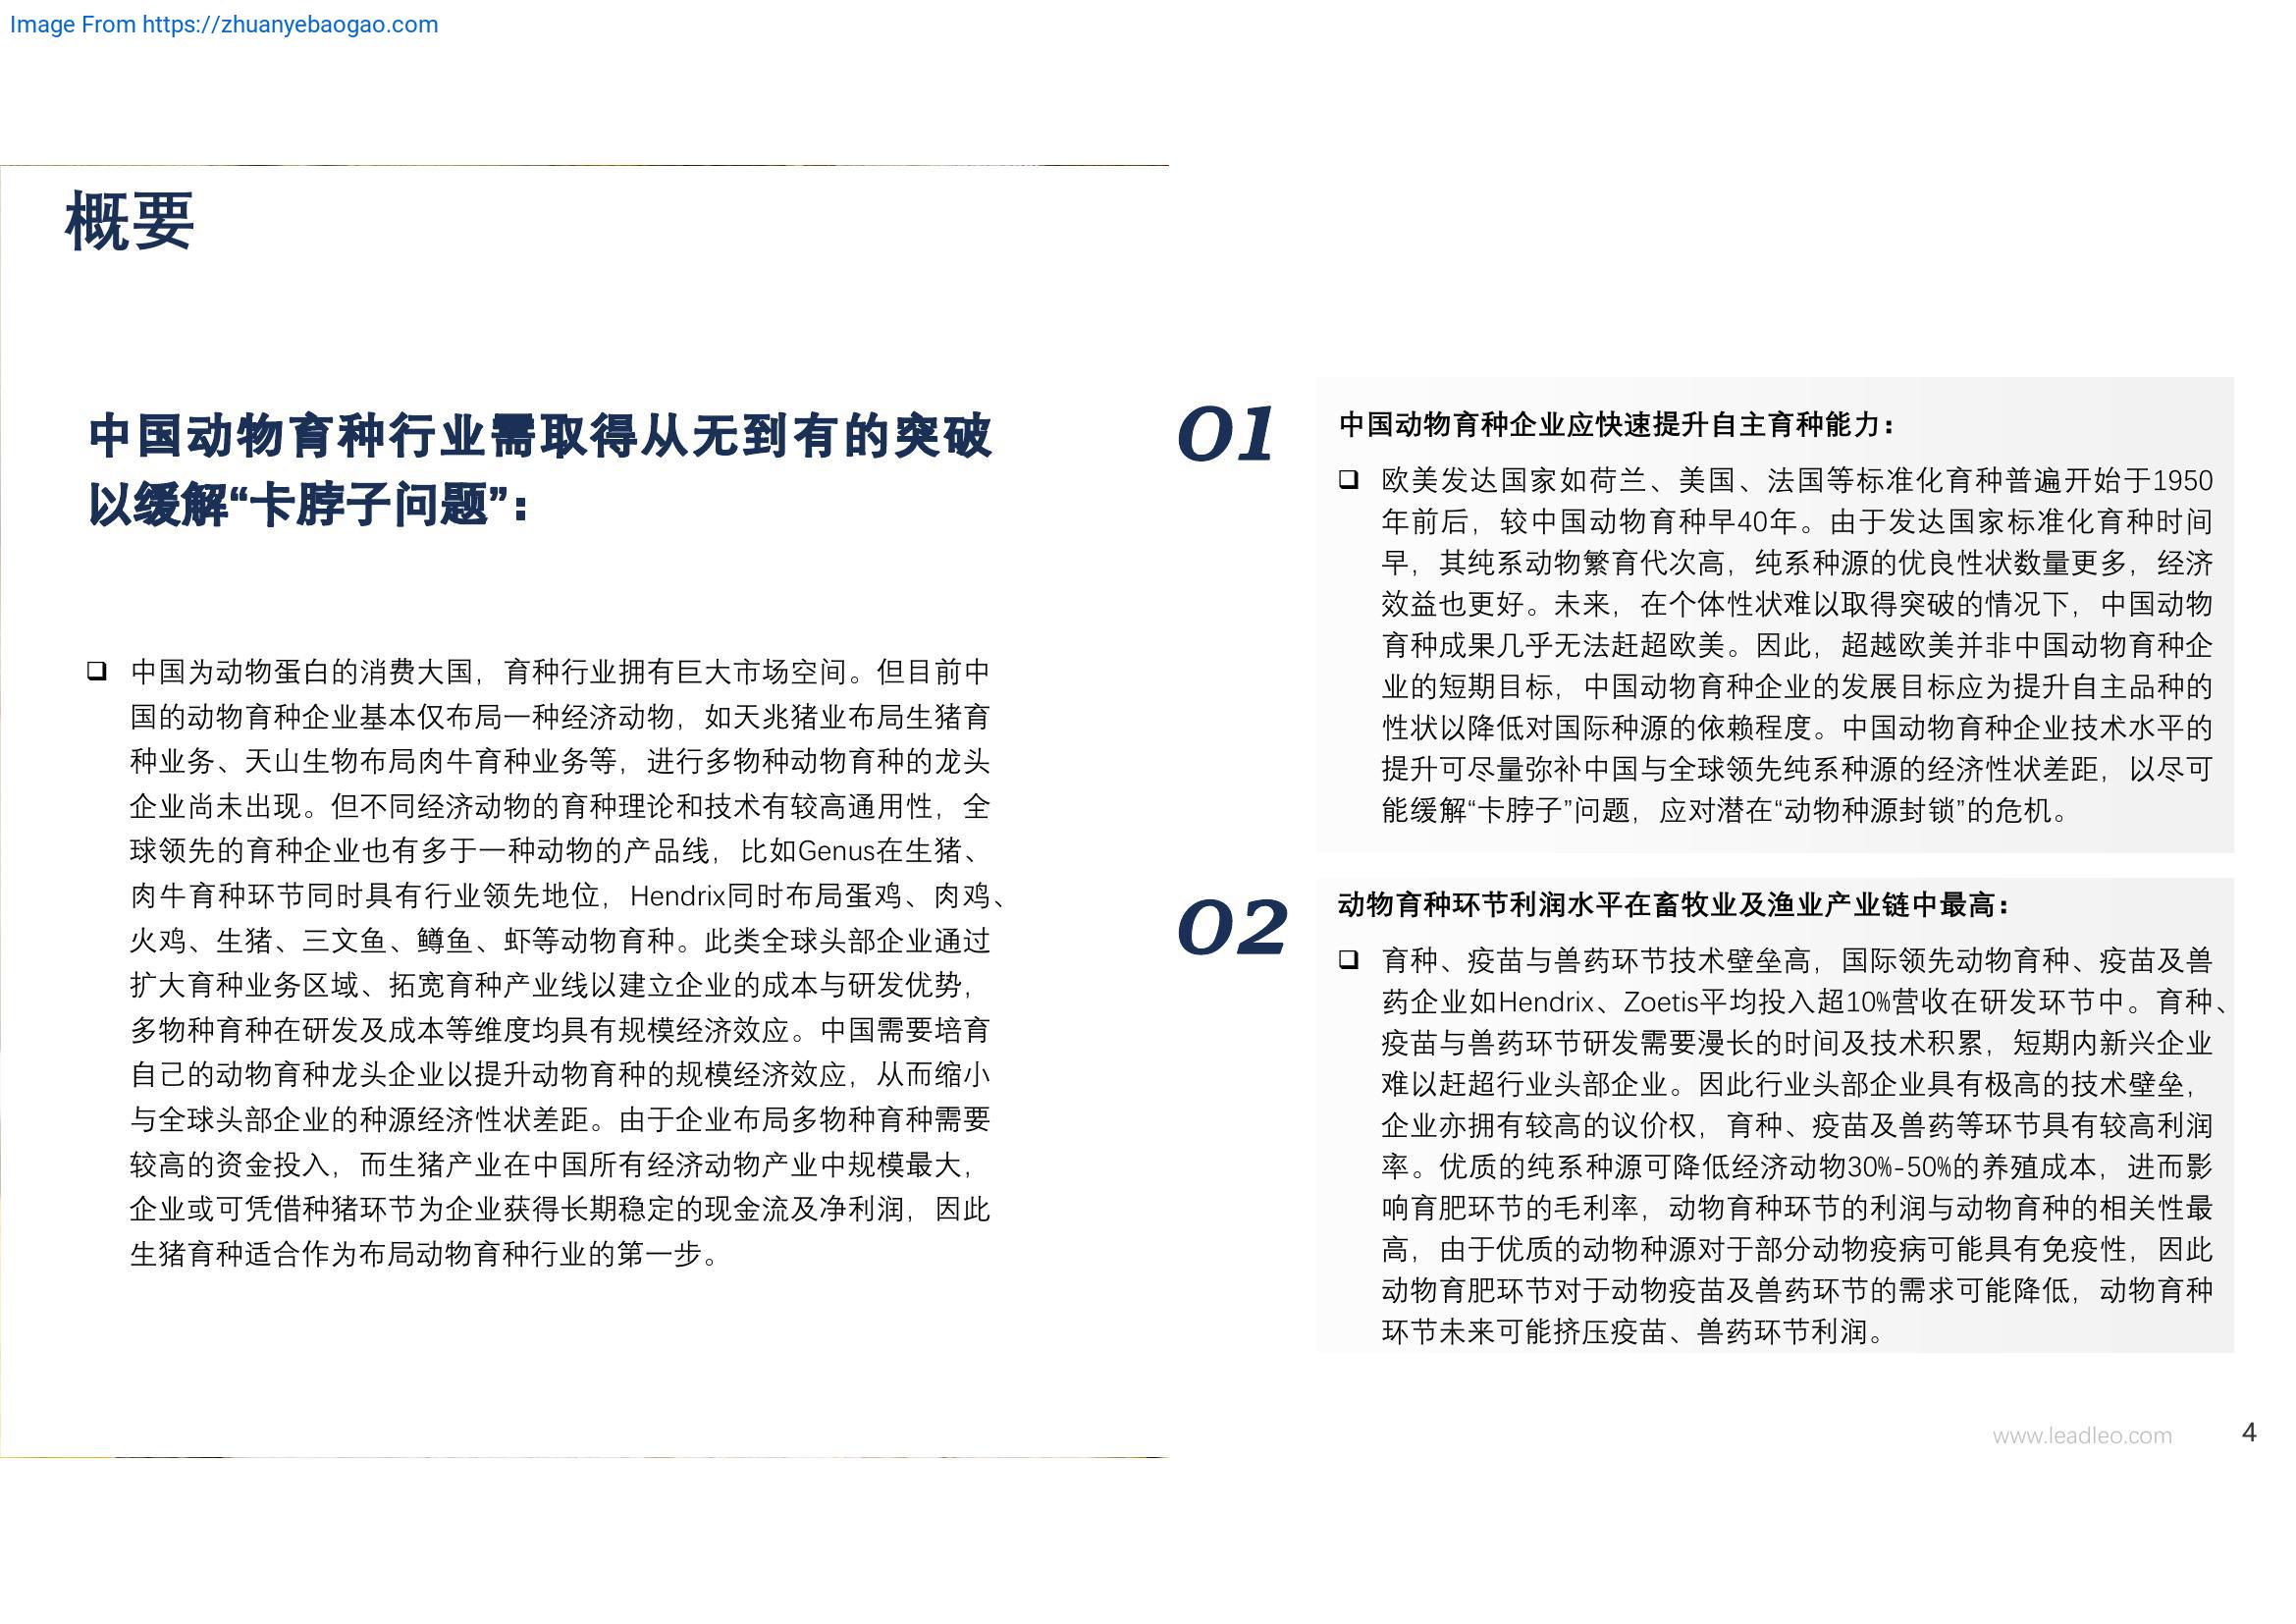 Image From https://zhuanyebaogao.com
概要
中国动物育种行业需取得从无到有的突破
以缓解“卡脖子问题”：
❑ 中国为动物蛋白的消费大国，育种行业拥有巨大市场空间。但目前中
国的动物育种企业基本仅布局一种经济动物，如天兆猪业布局生猪育
种业务、天山生物布局肉牛育种业务等，进行多物种动物育种的龙头
企业尚未出现。但不同经济动物的育种理论和技术有较高通用性，全
球领先的育种企业也有多于一种动物的产品线，比如Genus在生猪、
肉牛育种环节同时具有行业领先地位，Hendrix同时布局蛋鸡、肉鸡、
火鸡、生猪、三文鱼、鳟鱼、虾等动物育种。此类全球头部企业通过
扩大育种业务区域、拓宽育种产业线以建立企业的成本与研发优势，
多物种育种在研发及成本等维度均具有规模经济效应。中国需要培育
自己的动物育种龙头企业以提升动物育种的规模经济效应，从而缩小
与全球头部企业的种源经济性状差距。由于企业布局多物种育种需要
较高的资金投入，而生猪产业在中国所有经济动物产业中规模最大，
企业或可凭借种猪环节为企业获得长期稳定的现金流及净利润，因此
生猪育种适合作为布局动物育种行业的第一步。
01
中国动物育种企业应快速提升自主育种能力：
❑ 欧美发达国家如荷兰、美国、法国等标准化育种普遍开始于1950
年前后，较中国动物育种早40年。由于发达国家标准化育种时间
早，其纯系动物繁育代次高，纯系种源的优良性状数量更多，经济
效益也更好。未来，在个体性状难以取得突破的情况下，中国动物
育种成果几乎无法赶超欧美。因此，超越欧美并非中国动物育种企
业的短期目标，中国动物育种企业的发展目标应为提升自主品种的
性状以降低对国际种源的依赖程度。中国动物育种企业技术水平的
提升可尽量弥补中国与全球领先纯系种源的经济性状差距，以尽可
能缓解“卡脖子”问题，应对潜在“动物种源封锁”的危机。
02
动物育种环节利润水平在畜牧业及渔业产业链中最高：
❑ 育种、疫苗与兽药环节技术壁垒高，国际领先动物育种、疫苗及兽
药企业如Hendrix、Zoetis平均投入超10%营收在研发环节中。育种、
疫苗与兽药环节研发需要漫长的时间及技术积累，短期内新兴企业
难以赶超行业头部企业。因此行业头部企业具有极高的技术壁垒，
企业亦拥有较高的议价权，育种、疫苗及兽药等环节具有较高利润
率。优质的纯系种源可降低经济动物30%-50%的养殖成本，进而影
响育肥环节的毛利率，动物育种环节的利润与动物育种的相关性最
高，由于优质的动物种源对于部分动物疫病可能具有免疫性，因此
动物育肥环节对于动物疫苗及兽药环节的需求可能降低，动物育种
环节未来可能挤压疫苗、兽药环节利润。
www.leadleo.com
4